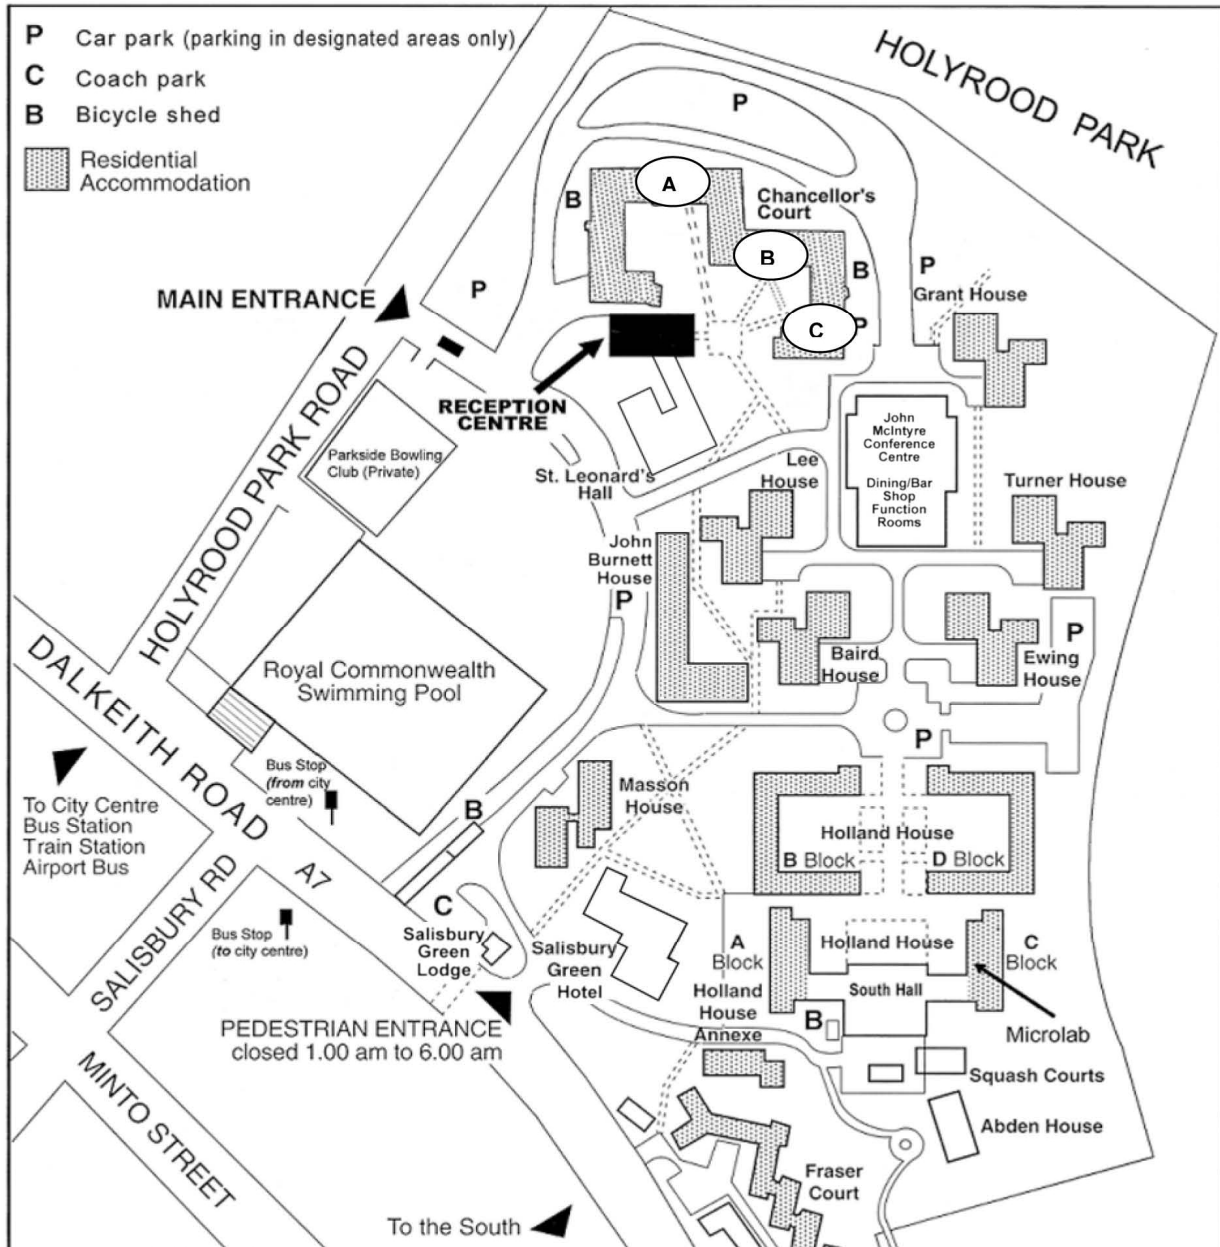 P Car park (parking in designated areas only)
C Coach park
B Bicycle shed
Residential
Accommodation
HOLYROOD PARK
P
A
B
Chancellor's
Court
B
B
P
P
Grant House
MAIN ENTRANCE
C
P
RECEPTION
CENTRE
HOLYROOD PARK ROAD
Parkside Bowling
Club (Private)
St. Leonard's
Hall
Lee
House
John
McIntyre
Conference
Centre
Dining/Bar
Shop
Function
Rooms
Turner House
John
Burnett
House
P
Baird
House
Ewing
House
P
Royal Commonwealth
Swimming Pool
DALKEITH ROAD
A7
P
Bus Stop
(from city
centre)
To City Centre
Bus Station
Train Station
Airport Bus
B
Masson
House
Holland House
B Block
D Block
SALISBURY RD
Bus Stop
(to city centre)
C
Salisbury
Green
Lodge
Salisbury
Green
Hotel
A
Block
Holland House
C
Block
South Hall
Holland
House
Annexe
B
Microlab
PEDESTRIAN ENTRANCE
closed 1.00 am to 6.00 am
MINTO STREET
Squash Courts
Abden House
Fraser
Court
To the South